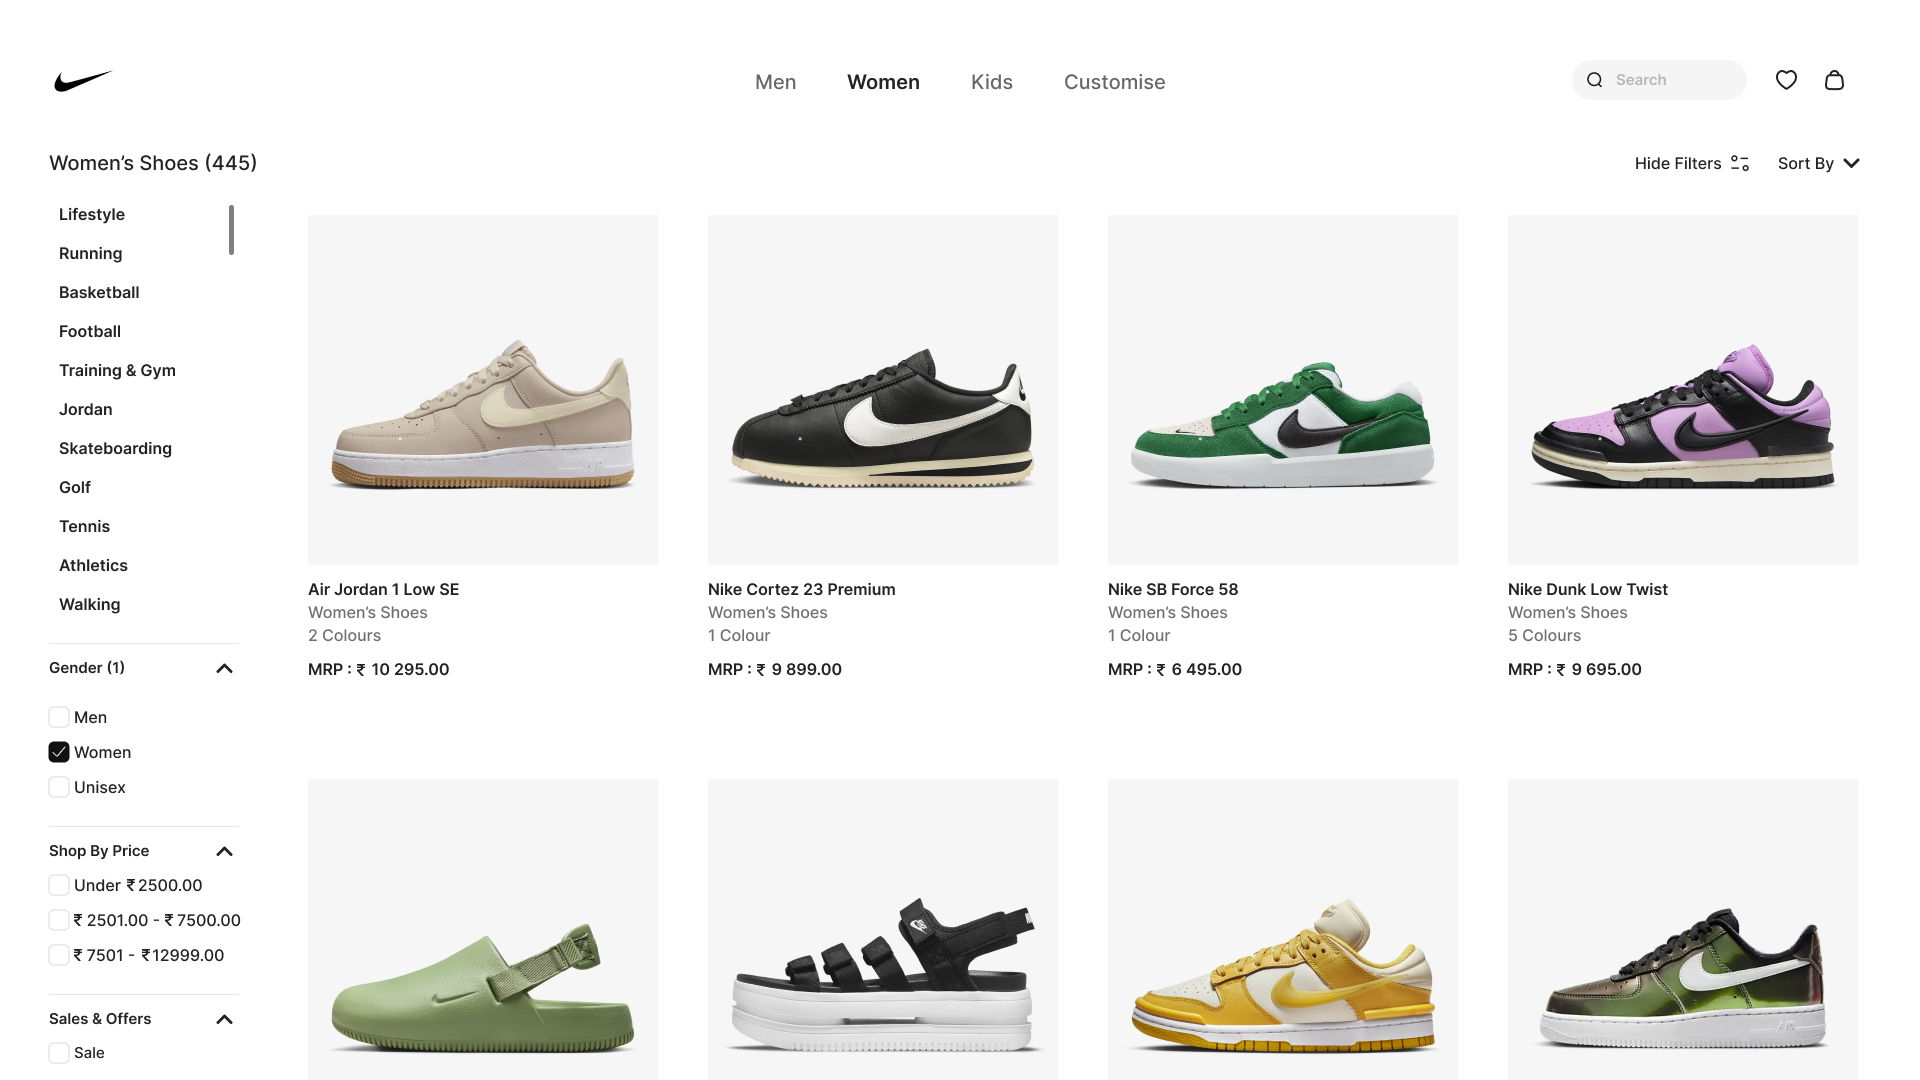 Men Women Kids Customise Search
Women’s Shoes (445) Hide Filters Sort By
Lifestyle
Running
Basketball
Football
Training & Gym
Jordan
Skateboarding
Golf
Tennis
Athletics
Walking
Gender (1)
Men
Women
Unisex
Shop By Price
Under ₹ 2500.00
₹ 2501.00 - ₹ 7500.00
₹ 7501 - ₹12999.00
Sales & Offers
Sale
Air Jordan 1 Low SE
Women’s Shoes
2 Colours
MRP : ₹ 10 295.00
Nike Cortez 23 Premium
Women’s Shoes
1 Colour
MRP : ₹ 9 899.00
Nike SB Force 58
Women’s Shoes
1 Colour
MRP : ₹ 6 495.00
Nike Dunk Low Twist
Women’s Shoes
5 Colours
MRP : ₹ 9 695.00